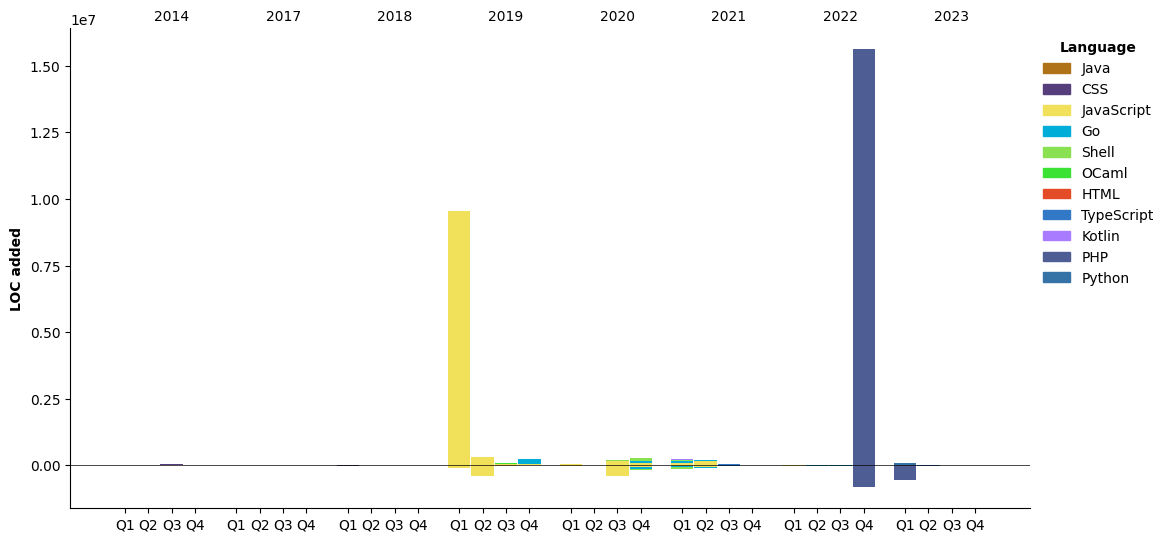 2014 2017 2018 2019 2020 2021 2022 2023
1e7
Language
Java
CSS
JavaScript
Go
Shell
OCaml
HTML
TypeScript
Kotlin
PHP
Python
1.50
1.25
1.00
0.75
0.50
0.25
0.00
LOC added
Q1 Q2 Q3 Q4 Q1 Q2 Q3 Q4 Q1 Q2 Q3 Q4 Q1 Q2 Q3 Q4 Q1 Q2 Q3 Q4 Q1 Q2 Q3 Q4 Q1 Q2 Q3 Q4 Q1 Q2 Q3 Q4